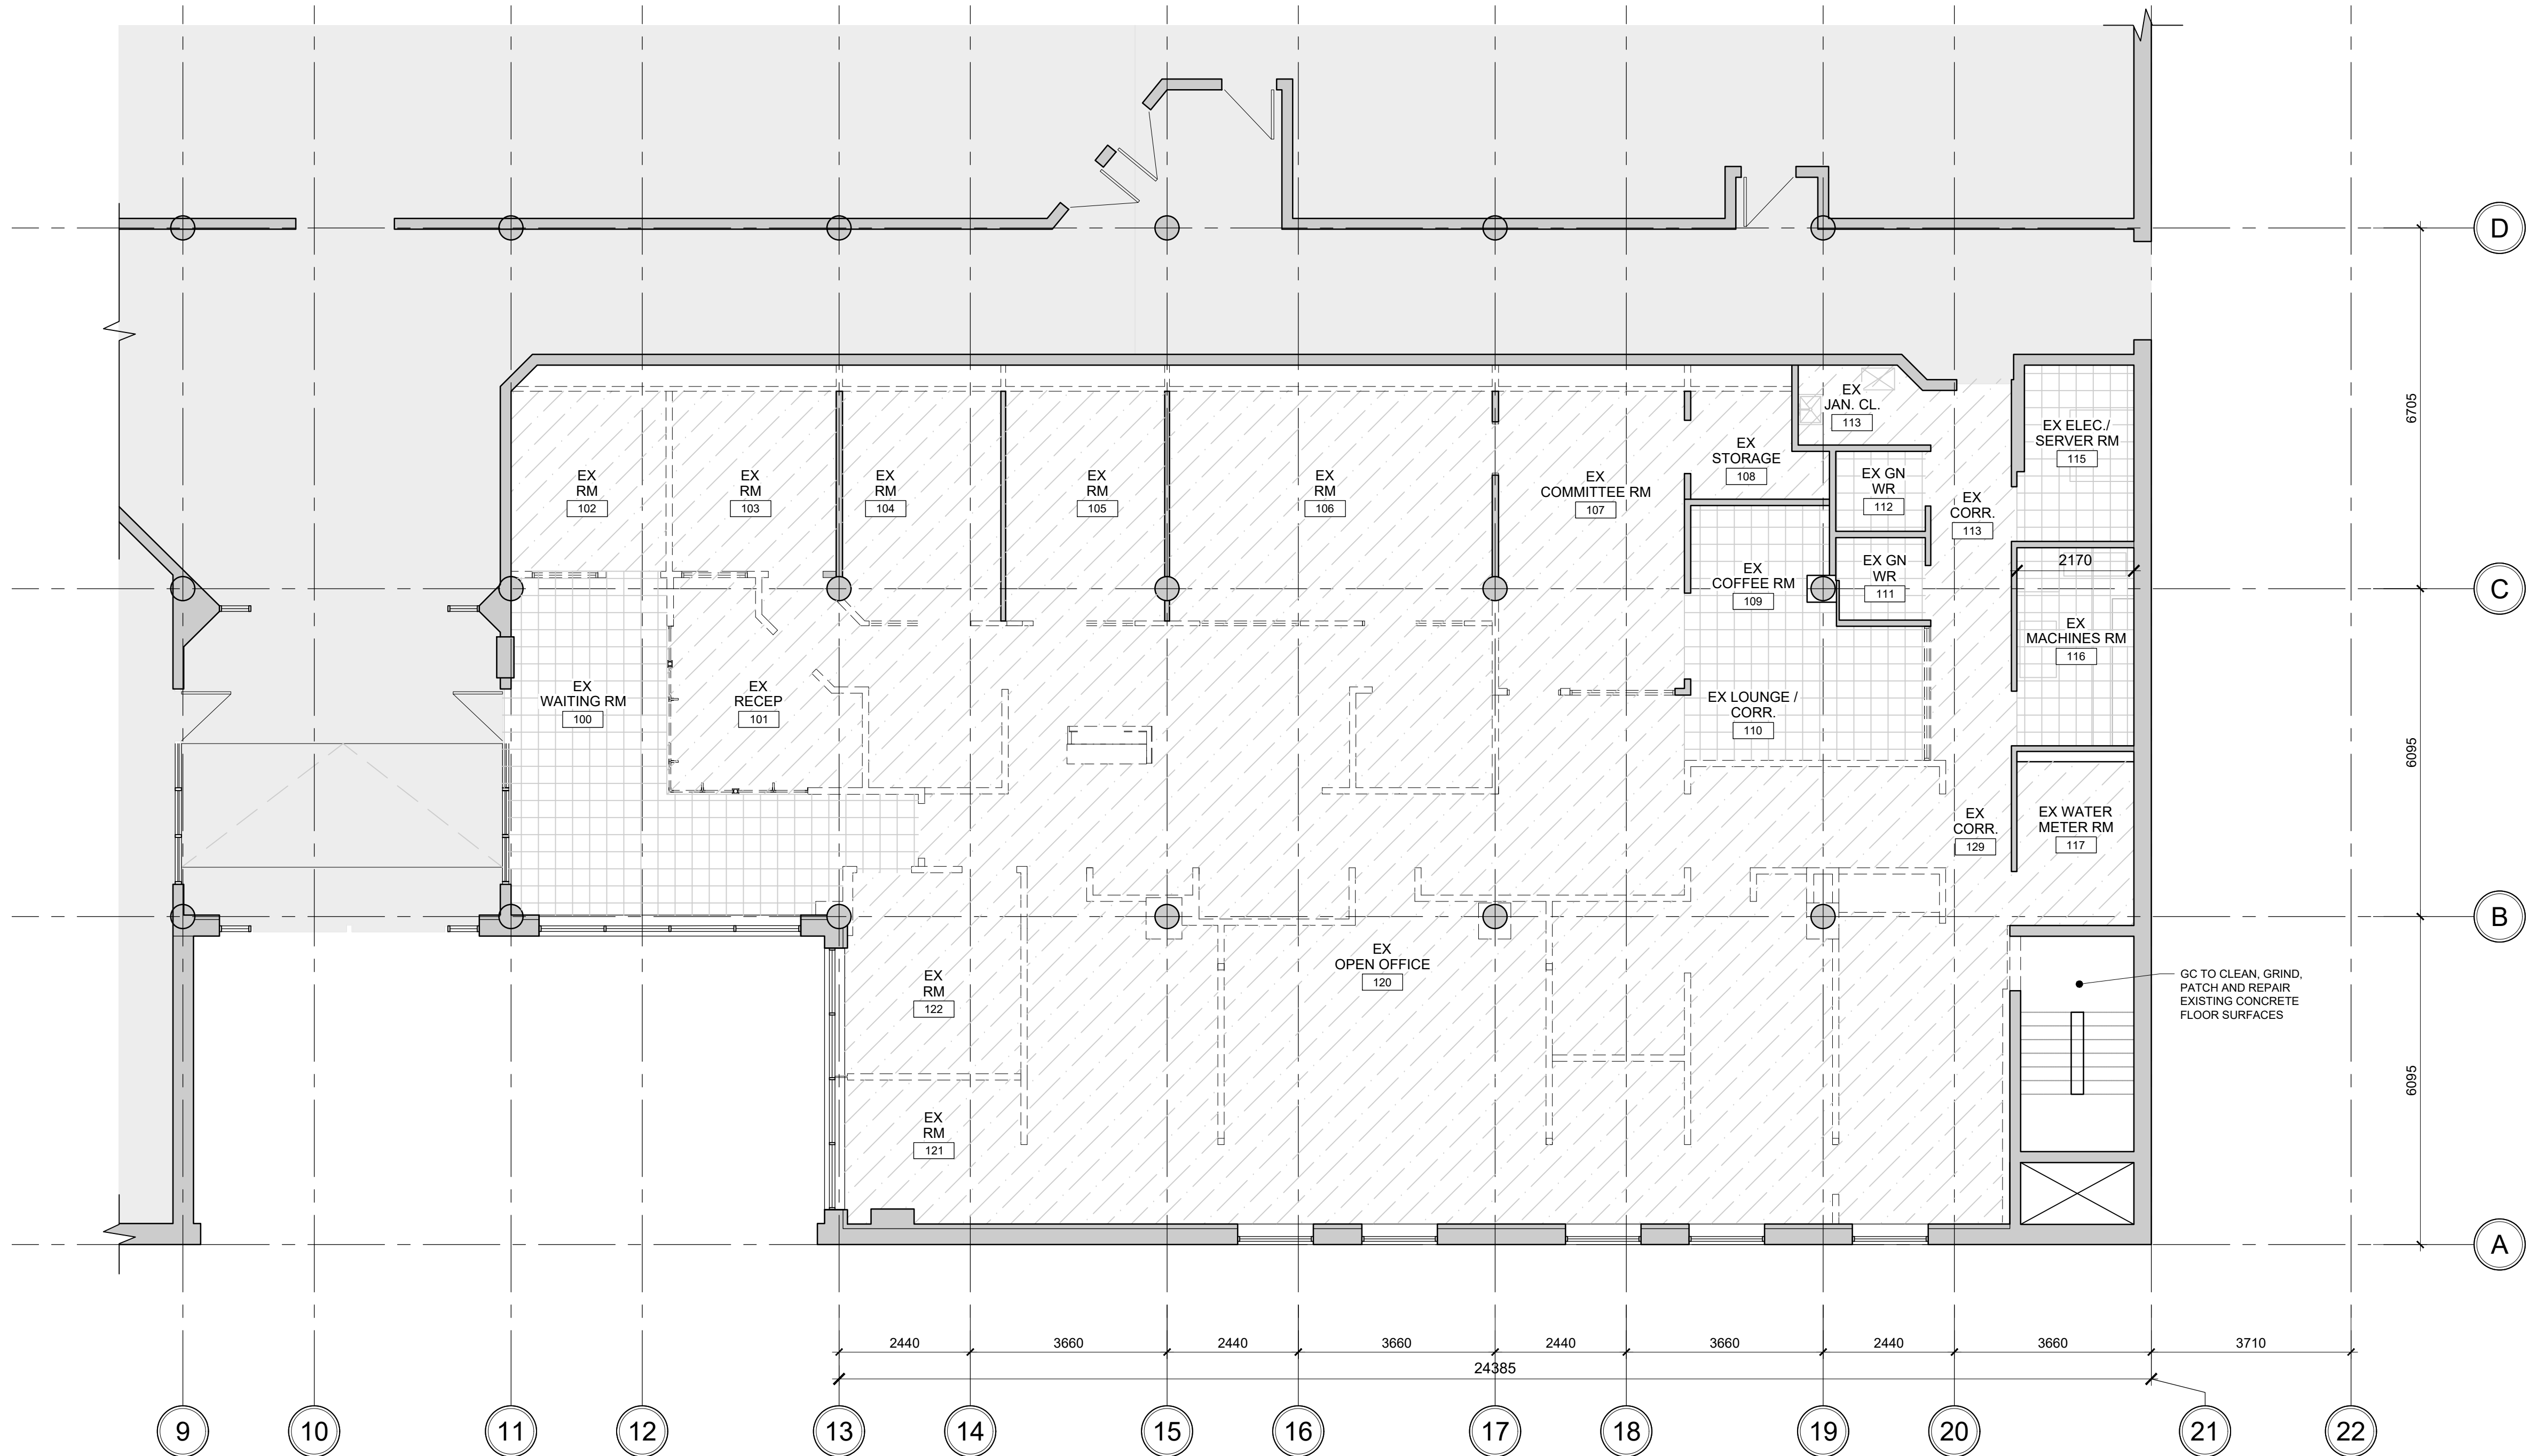 D
6705
EX
JAN. CL.
113
EX ELEC./
SERVER RM
115
EX
STORAGE
108
EX
RM
102
EX
RM
103
EX
RM
104
EX
RM
105
EX
RM
106
EX
COMMITTEE RM
107
EX GN
WR
112
EX
CORR.
113
2170
EX
COFFEE RM
109
EX GN
WR
111
C
EX
MACHINES RM
116
EX
WAITING RM
100
EX
RECEP
101
EX LOUNGE /
CORR.
110
6095
EX
CORR.
129
EX WATER
METER RM
117
B
EX
RM
122
EX
OPEN OFFICE
120
GC TO CLEAN, GRIND,
PATCH AND REPAIR
EXISTING CONCRETE
FLOOR SURFACES
6095
EX
RM
121
A
2440
3660
2440
3660
2440
3660
2440
3660
3710
24385
9
10
11
12
13
14
15
16
17
18
19
20
21
22